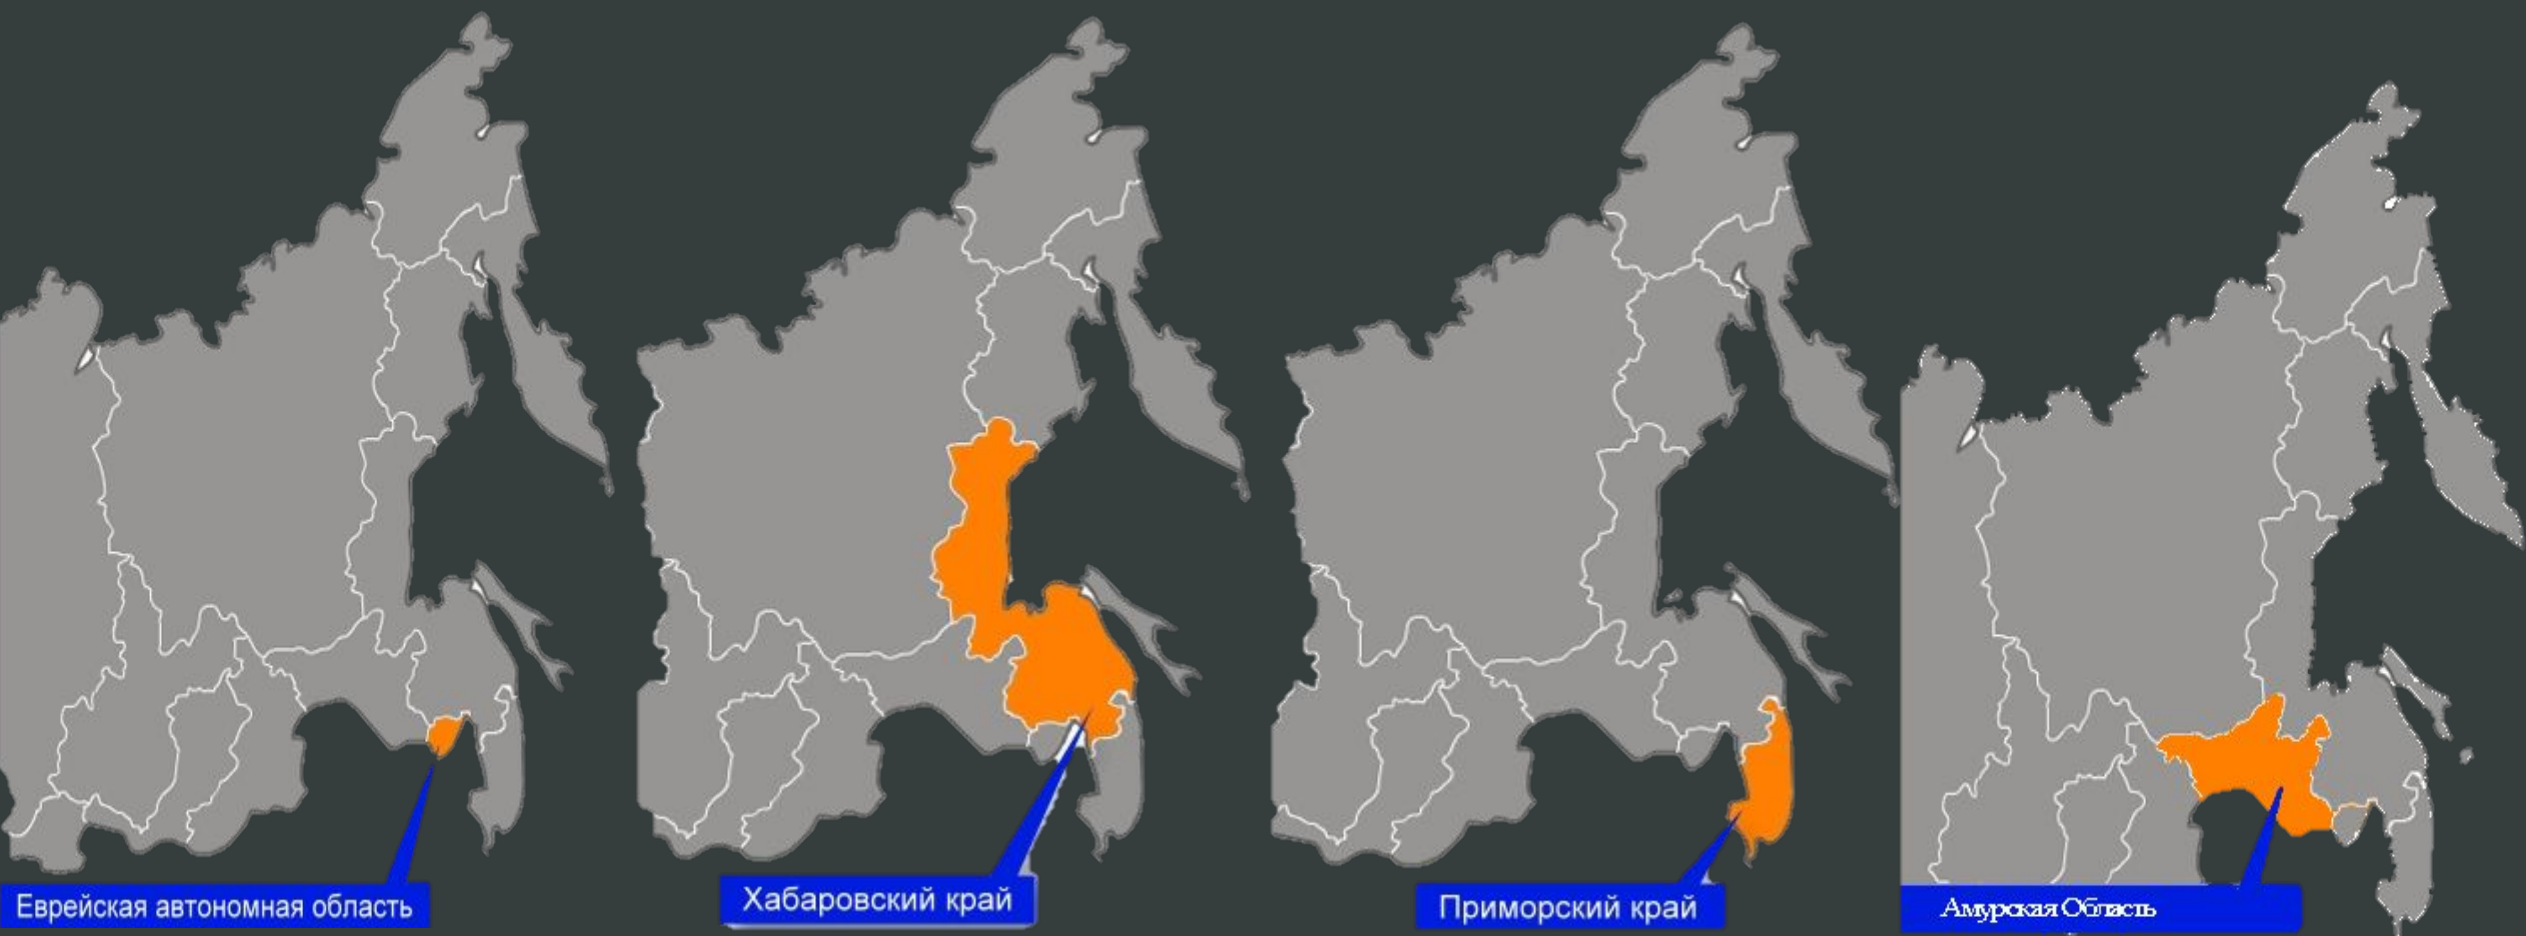 Еврейская автономная область
Хабаровский край
Приморский край
Амурская Область